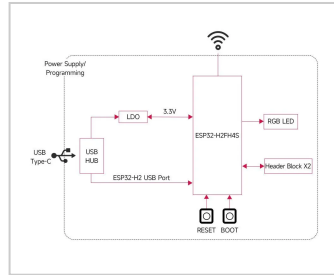 Power Supply/
Programming
LDO
3.3V
ESP32-H2FH4S
RGB LED
USB
Type-C
USB
HUB
ESP32-H2 USB Port
Header Block X2
RESET
BOOT